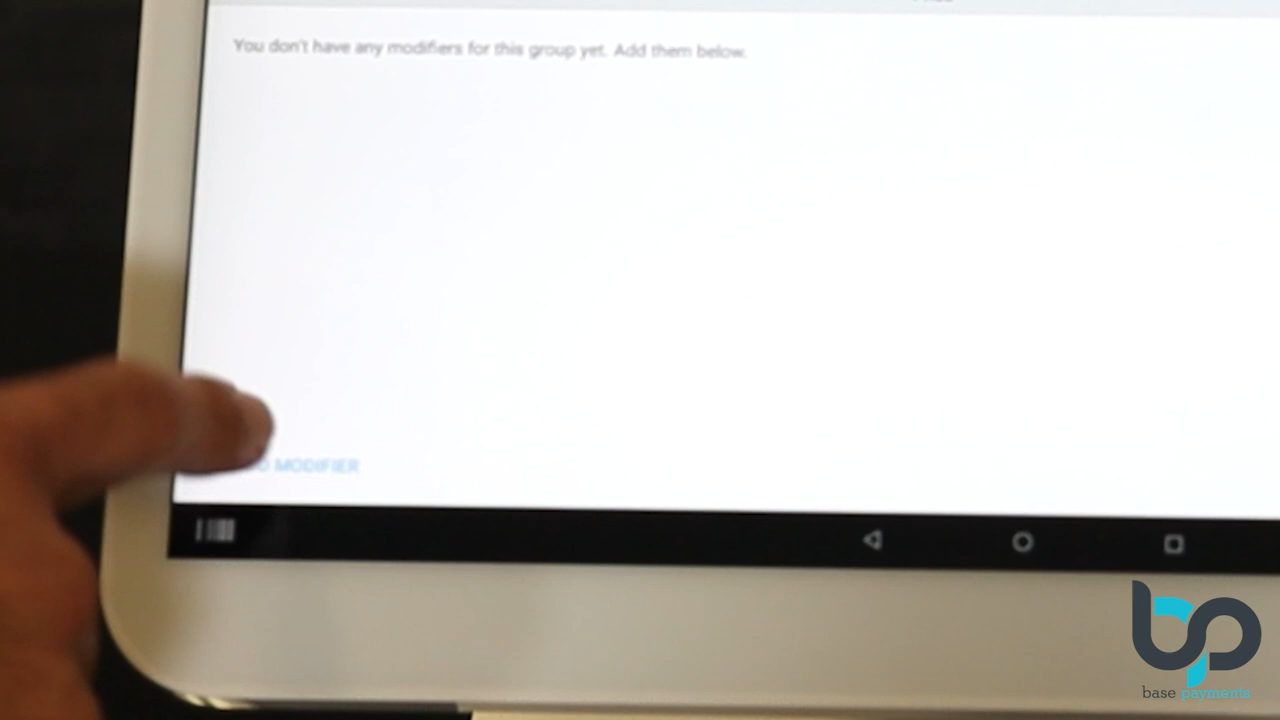 You don't have any modifiers for this group yet. Add them below.
MODIFIER
base payments